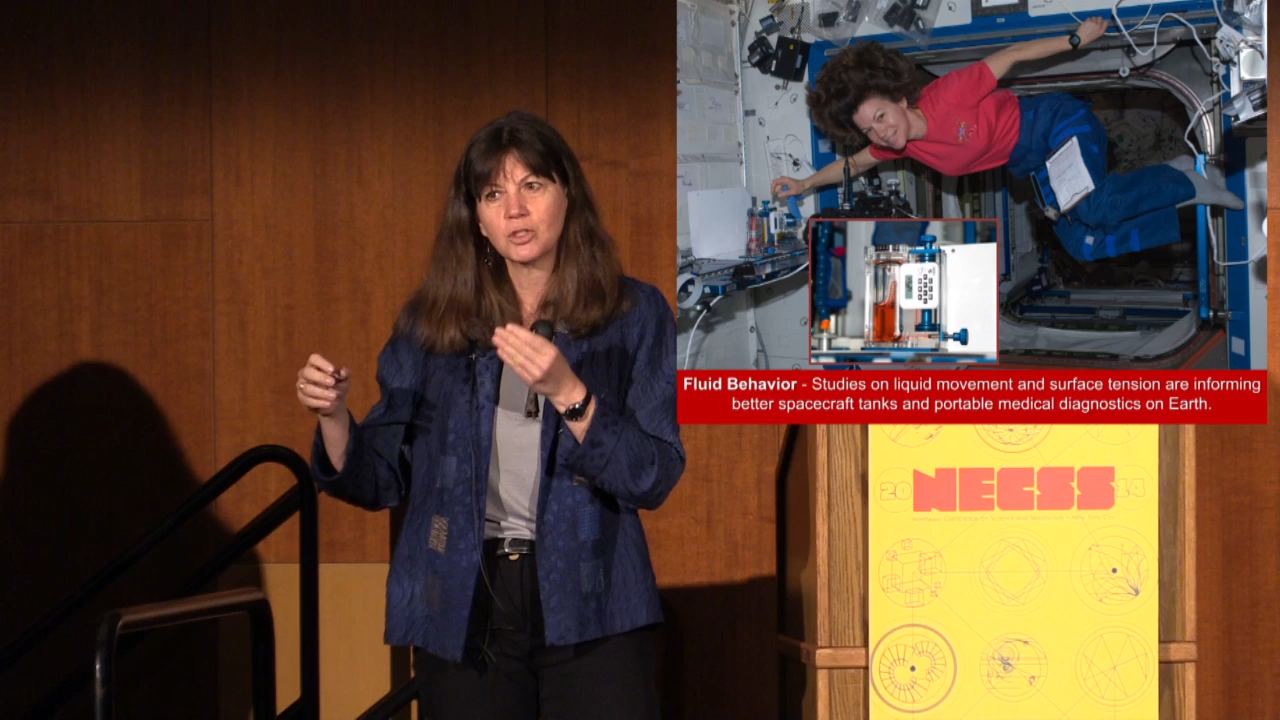 Fluid Behavior - Studies on liquid movement and surface tension are informing
better spacecraft tanks and portable medical diagnostics on Earth.
20 NECSS 14